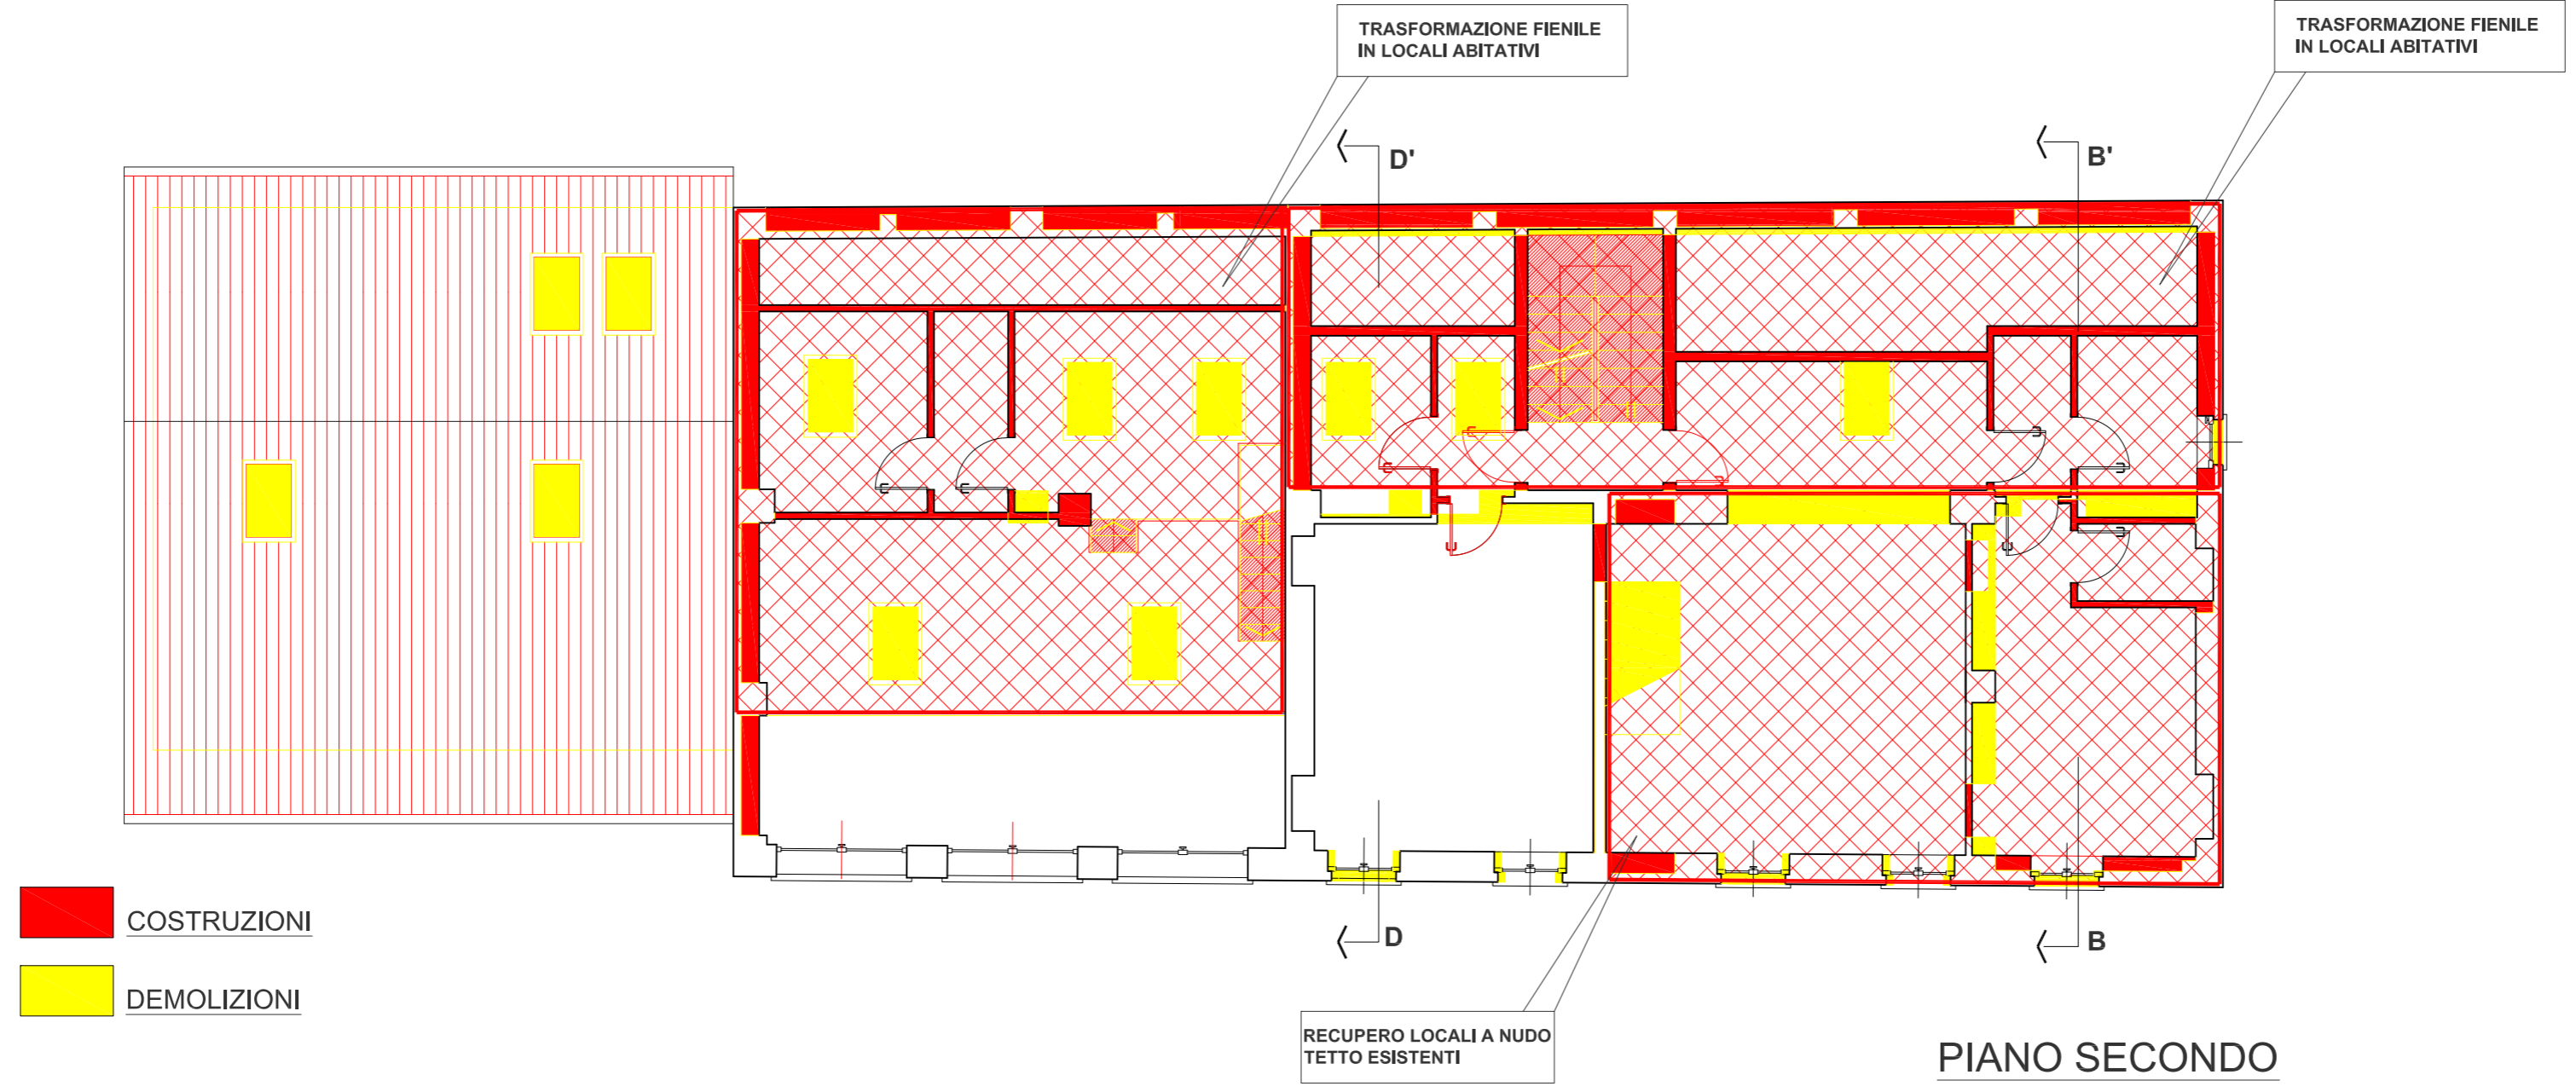 TRASFORMAZIONE FIENILE
IN LOCALI ABITATIVI
TRASFORMAZIONE FIENILE
IN LOCALI ABITATIVI
D'
B'
COSTRUZIONI
DEMOLIZIONI
D
B
RECUPERO LOCALI A NUDO
TETTO ESISTENTI
PIANO SECONDO